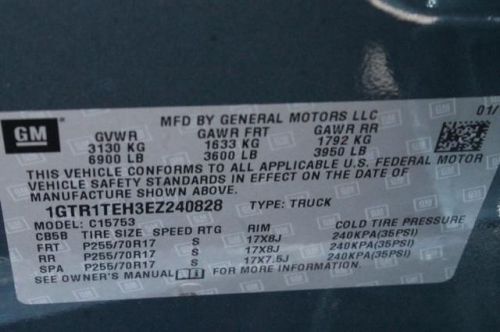 GM
MFD BY GENERAL MOTORS LLC
01/
GVWR GAWR FRT GAWR RR
3130 KG 1633 KG 1792 KG
6900 LB 3600 LB 3950 LB
THIS VEHICLE CONFORMS TO ALL APPLICABLE U.S. FEDERAL MOTOR
VEHICLE SAFETY STANDARDS IN EFFECT ON THE DATE OF
MANUFACTURE SHOWN ABOVE.
1GTR1TEH3EZ240828 TYPE: TRUCK
MODEL: C15753
CB5B TIRE SIZE SPEED RTG RIM COLD TIRE PRESSURE
FRT P255/70R17 S 17X8J 240KPA(35PSI)
RR P255/70R17 S 17X8J 240KPA(35PSI)
SPA P255/70R17 S 17X7.5J 240KPA(35PSI)
SEE OWNER'S MANUAL FOR MORE INFORMATION.